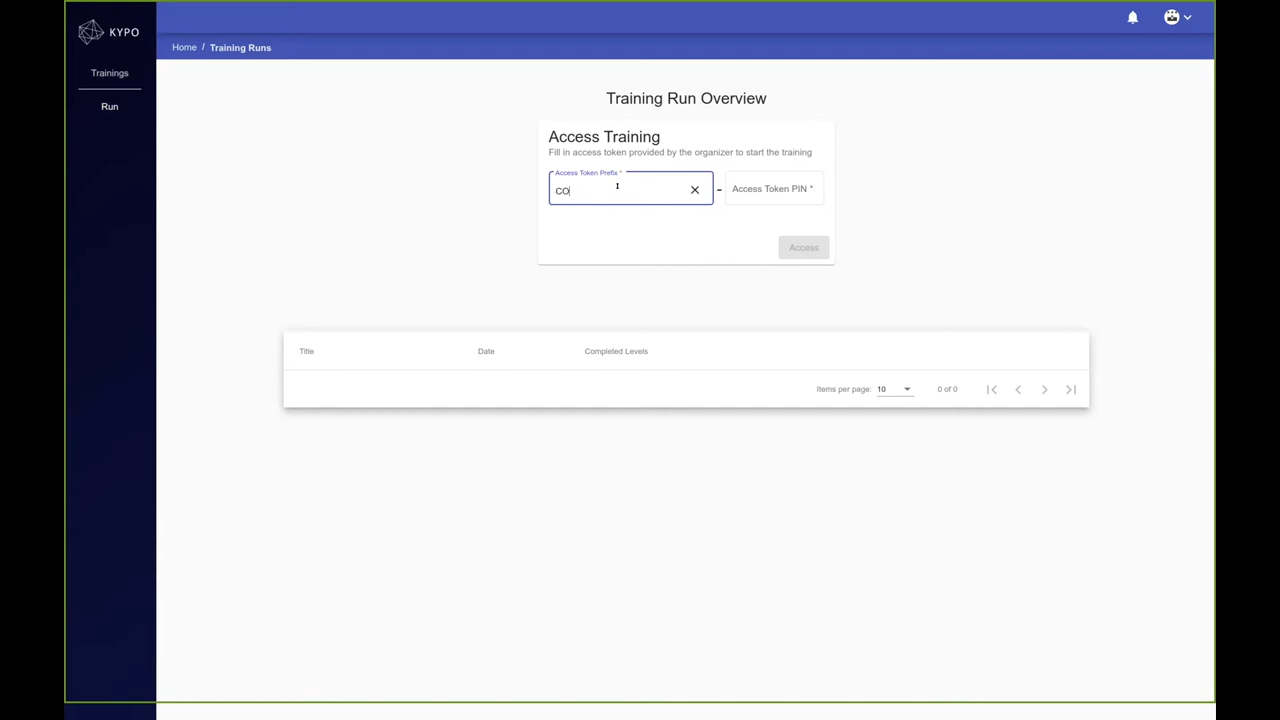 KYPO
Home / Training Runs
Trainings
Run
Training Run Overview
Access Training
Fill in access token provided by the organizer to start the training
Access Token Prefix *
CO
-
Access Token PIN *
Access
Title Date Completed Levels
Items per page: 10 0 of 0